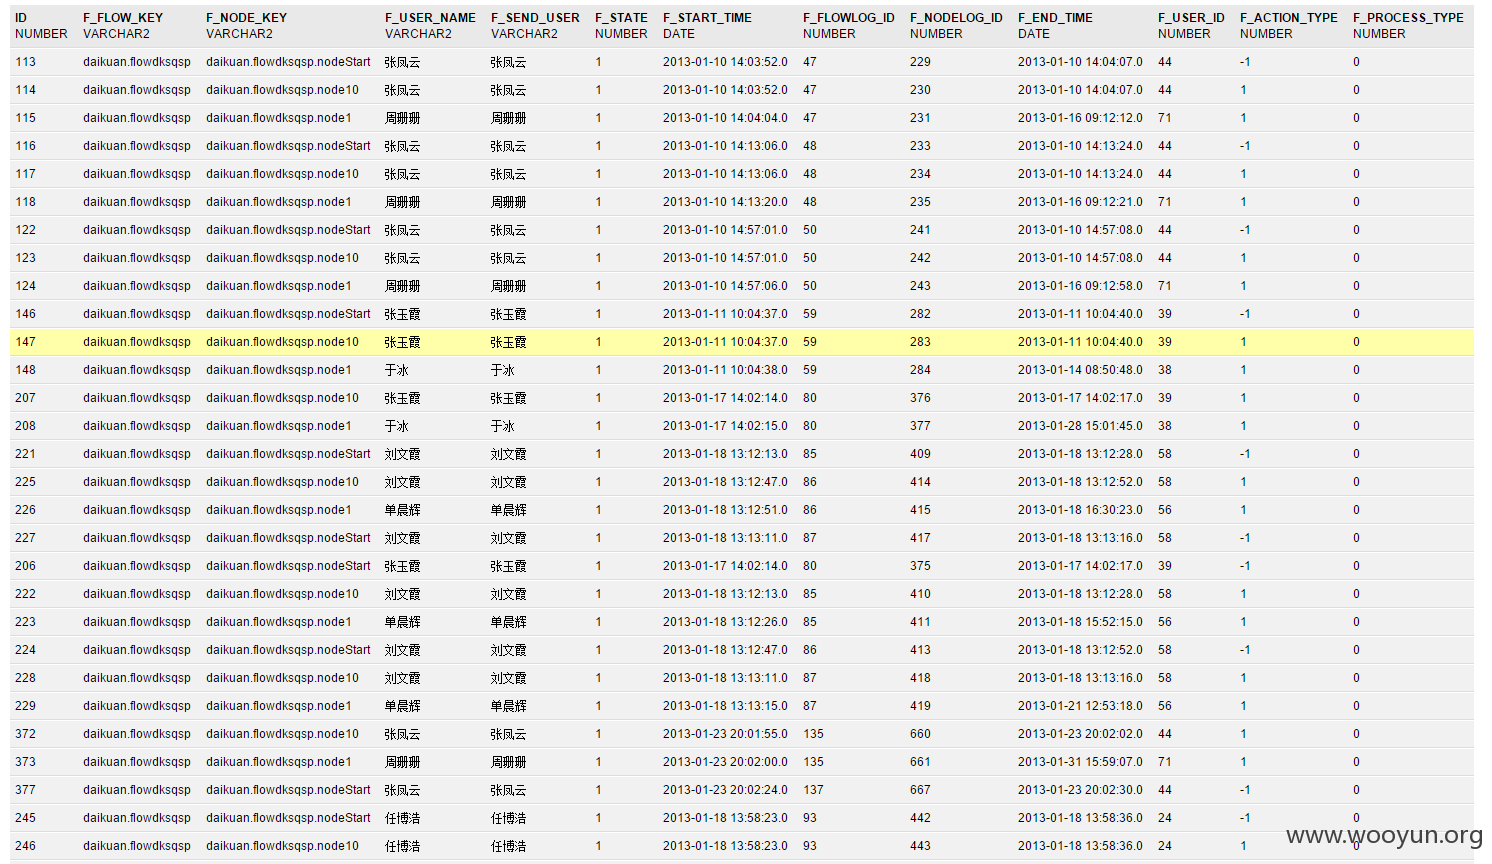 ID F_FLOW_KEY F_NODE_KEY F_USER_NAME F_SEND_USER F_STATE F_START_TIME F_FLOWLOG_ID F_NODELOG_ID F_END_TIME F_USER_ID F_ACTION_TYPE F_PROCESS_TYPE
NUMBER VARCHAR2 VARCHAR2 VARCHAR2 VARCHAR2 NUMBER DATE NUMBER NUMBER DATE NUMBER NUMBER NUMBER
113 daikuan.flowdksqsp daikuan.flowdksqsp.nodeStart 张凤云 张凤云 1 2013-01-10 14:03:52.0 47 229 2013-01-10 14:04:07.0 44 -1 0
114 daikuan.flowdksqsp daikuan.flowdksqsp.node10 张凤云 张凤云 1 2013-01-10 14:03:52.0 47 230 2013-01-10 14:04:07.0 44 1 0
115 daikuan.flowdksqsp daikuan.flowdksqsp.node1 周珊珊 周珊珊 1 2013-01-10 14:04:04.0 47 231 2013-01-16 09:12:12.0 71 1 0
116 daikuan.flowdksqsp daikuan.flowdksqsp.nodeStart 张凤云 张凤云 1 2013-01-10 14:13:06.0 48 233 2013-01-10 14:13:24.0 44 -1 0
117 daikuan.flowdksqsp daikuan.flowdksqsp.node10 张凤云 张凤云 1 2013-01-10 14:13:06.0 48 234 2013-01-10 14:13:24.0 44 1 0
118 daikuan.flowdksqsp daikuan.flowdksqsp.node1 周珊珊 周珊珊 1 2013-01-10 14:13:20.0 48 235 2013-01-16 09:12:21.0 71 1 0
122 daikuan.flowdksqsp daikuan.flowdksqsp.nodeStart 张凤云 张凤云 1 2013-01-10 14:57:01.0 50 241 2013-01-10 14:57:08.0 44 -1 0
123 daikuan.flowdksqsp daikuan.flowdksqsp.node10 张凤云 张凤云 1 2013-01-10 14:57:01.0 50 242 2013-01-10 14:57:08.0 44 1 0
124 daikuan.flowdksqsp daikuan.flowdksqsp.node1 周珊珊 周珊珊 1 2013-01-10 14:57:06.0 50 243 2013-01-16 09:12:58.0 71 1 0
146 daikuan.flowdksqsp daikuan.flowdksqsp.nodeStart 张玉霞 张玉霞 1 2013-01-11 10:04:37.0 59 282 2013-01-11 10:04:40.0 39 -1 0
147 daikuan.flowdksqsp daikuan.flowdksqsp.node10 张玉霞 张玉霞 1 2013-01-11 10:04:37.0 59 283 2013-01-11 10:04:40.0 39 1 0
148 daikuan.flowdksqsp daikuan.flowdksqsp.node1 于冰 于冰 1 2013-01-11 10:04:38.0 59 284 2013-01-14 08:50:48.0 38 1 0
207 daikuan.flowdksqsp daikuan.flowdksqsp.node10 张玉霞 张玉霞 1 2013-01-17 14:02:14.0 80 376 2013-01-17 14:02:17.0 39 1 0
208 daikuan.flowdksqsp daikuan.flowdksqsp.node1 于冰 于冰 1 2013-01-17 14:02:15.0 80 377 2013-01-28 15:01:45.0 38 1 0
221 daikuan.flowdksqsp daikuan.flowdksqsp.nodeStart 刘文霞 刘文霞 1 2013-01-18 13:12:13.0 85 409 2013-01-18 13:12:28.0 58 -1 0
225 daikuan.flowdksqsp daikuan.flowdksqsp.node10 刘文霞 刘文霞 1 2013-01-18 13:12:47.0 86 414 2013-01-18 13:12:52.0 58 1 0
226 daikuan.flowdksqsp daikuan.flowdksqsp.node1 单晨辉 单晨辉 1 2013-01-18 13:12:51.0 86 415 2013-01-18 16:30:23.0 56 1 0
227 daikuan.flowdksqsp daikuan.flowdksqsp.nodeStart 刘文霞 刘文霞 1 2013-01-18 13:13:11.0 87 417 2013-01-18 13:13:16.0 58 -1 0
206 daikuan.flowdksqsp daikuan.flowdksqsp.nodeStart 张玉霞 张玉霞 1 2013-01-17 14:02:14.0 80 375 2013-01-17 14:02:17.0 39 -1 0
222 daikuan.flowdksqsp daikuan.flowdksqsp.node10 刘文霞 刘文霞 1 2013-01-18 13:12:13.0 85 410 2013-01-18 13:12:28.0 58 1 0
223 daikuan.flowdksqsp daikuan.flowdksqsp.node1 单晨辉 单晨辉 1 2013-01-18 13:12:26.0 85 411 2013-01-18 15:52:15.0 56 1 0
224 daikuan.flowdksqsp daikuan.flowdksqsp.nodeStart 刘文霞 刘文霞 1 2013-01-18 13:12:47.0 86 413 2013-01-18 13:12:52.0 58 -1 0
228 daikuan.flowdksqsp daikuan.flowdksqsp.node10 刘文霞 刘文霞 1 2013-01-18 13:13:11.0 87 418 2013-01-18 13:13:16.0 58 1 0
229 daikuan.flowdksqsp daikuan.flowdksqsp.node1 单晨辉 单晨辉 1 2013-01-18 13:13:15.0 87 419 2013-01-21 12:53:18.0 56 1 0
372 daikuan.flowdksqsp daikuan.flowdksqsp.node10 张凤云 张凤云 1 2013-01-23 20:01:55.0 135 660 2013-01-23 20:02:02.0 44 1 0
373 daikuan.flowdksqsp daikuan.flowdksqsp.node1 周珊珊 周珊珊 1 2013-01-23 20:02:00.0 135 661 2013-01-31 15:59:07.0 71 1 0
377 daikuan.flowdksqsp daikuan.flowdksqsp.nodeStart 张凤云 张凤云 1 2013-01-23 20:02:24.0 137 667 2013-01-23 20:02:30.0 44 -1 0
245 daikuan.flowdksqsp daikuan.flowdksqsp.nodeStart 任博浩 任博浩 1 2013-01-18 13:58:23.0 93 442 2013-01-18 13:58:36.0 24 -1 0
246 daikuan.flowdksqsp daikuan.flowdksqsp.node10 任博浩 任博浩 1 2013-01-18 13:58:23.0 93 443 2013-01-18 13:58:36.0 24 1 0
www.wooyun.org